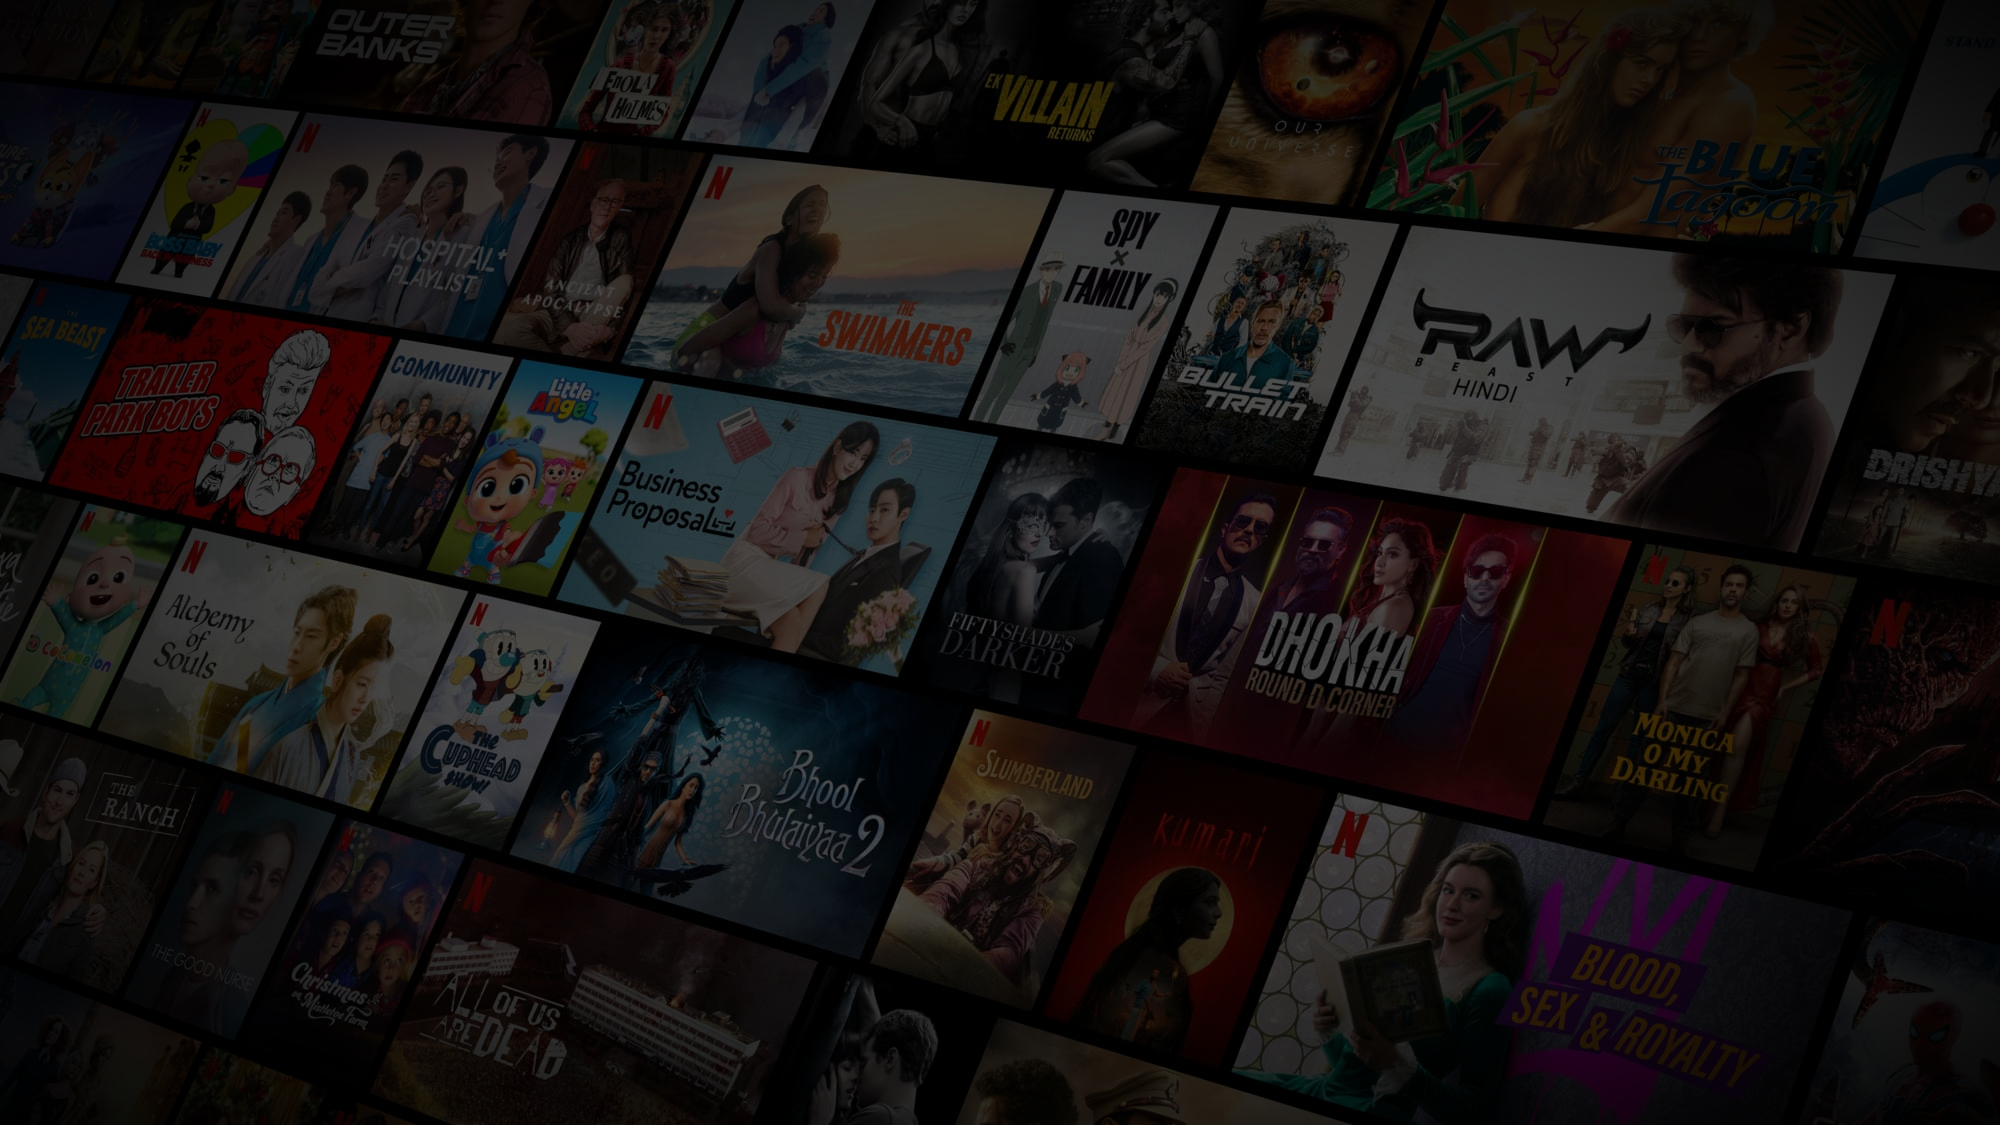 OUTER
BANKS
ENOLA
HOLMES
EK
VILLAIN
RETURNS
OUR
UNIVERSE
THE
BLUE
Lagoon
STAND
BOSS BABY
BACK IN BUSINESS
HOSPITAL
PLAYLIST
ANCIENT
APOCALYPSE
THE
SWIMMERS
SPY
×
FAMILY
BULLET
TRAIN
RAW
BEAST
HINDI
THE
SEA BEAST
TRAILER
PARK BOYS
COMMUNITY
Little
Angel
Business
Proposal
FIFTY SHADES
DARKER
DHOKHA
ROUND D CORNER
DRISHYA
MONICA
O MY
DARLING
CoComelon
Alchemy
of
Souls
THE
CUPHEAD
SHOW!
Bhool
Bhulaiyaa 2
SLUMBERLAND
kumari
THE
RANCH
THE GOOD NURSE
Christmas
on Mistletoe Farm
ALL OF US
ARE DEAD
BLOOD,
SEX & ROYALTY